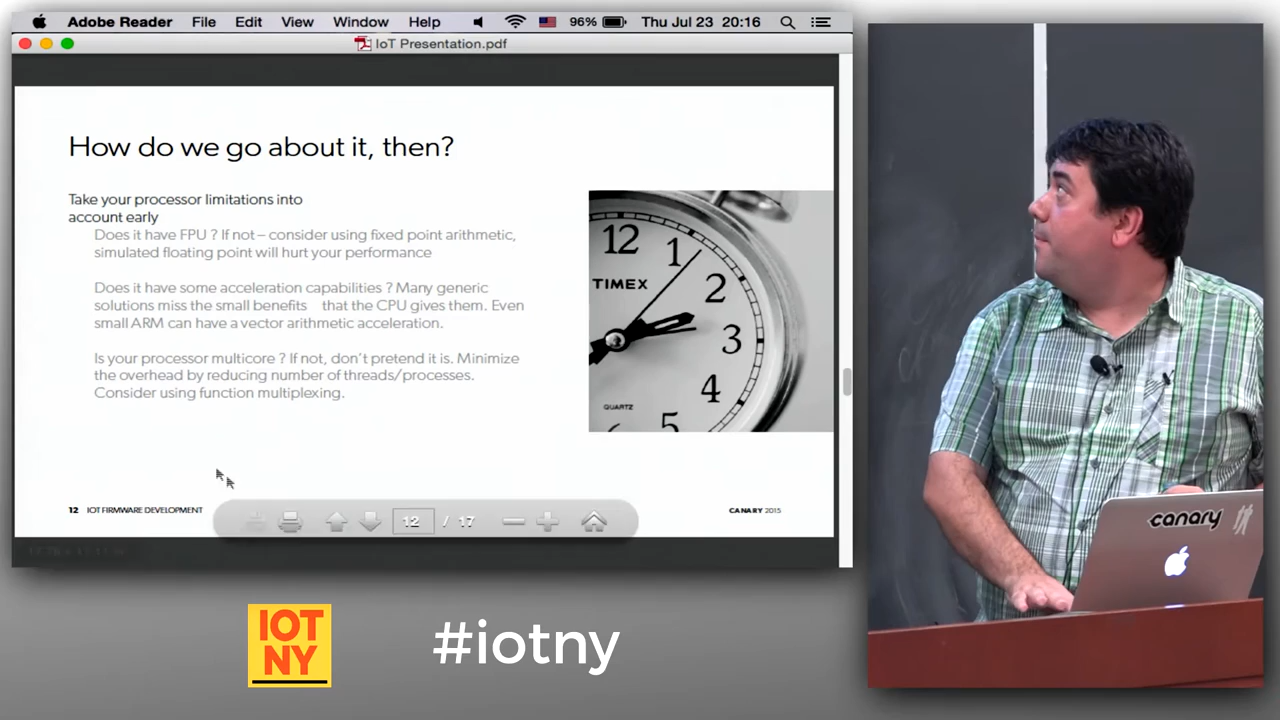 Adobe Reader File Edit View Window Help 96% Thu Jul 23 20:16
IoT Presentation.pdf
How do we go about it, then?
Take your processor limitations into
account early
Does it have FPU ? If not – consider using fixed point arithmetic,
simulated floating point will hurt your performance
Does it have some acceleration capabilities ? Many generic
solutions miss the small benefits that the CPU gives them. Even
small ARM can have a vector arithmetic acceleration.
Is your processor multicore ? If not, don't pretend it is. Minimize
the overhead by reducing number of threads/processes.
Consider using function multiplexing.
12
1
TIMEX
2
3
4
QUARTZ
5
12 IOT FIRMWARE DEVELOPMENT
CANARY 2015
12 / 17
canary
IOT
NY
#iotny